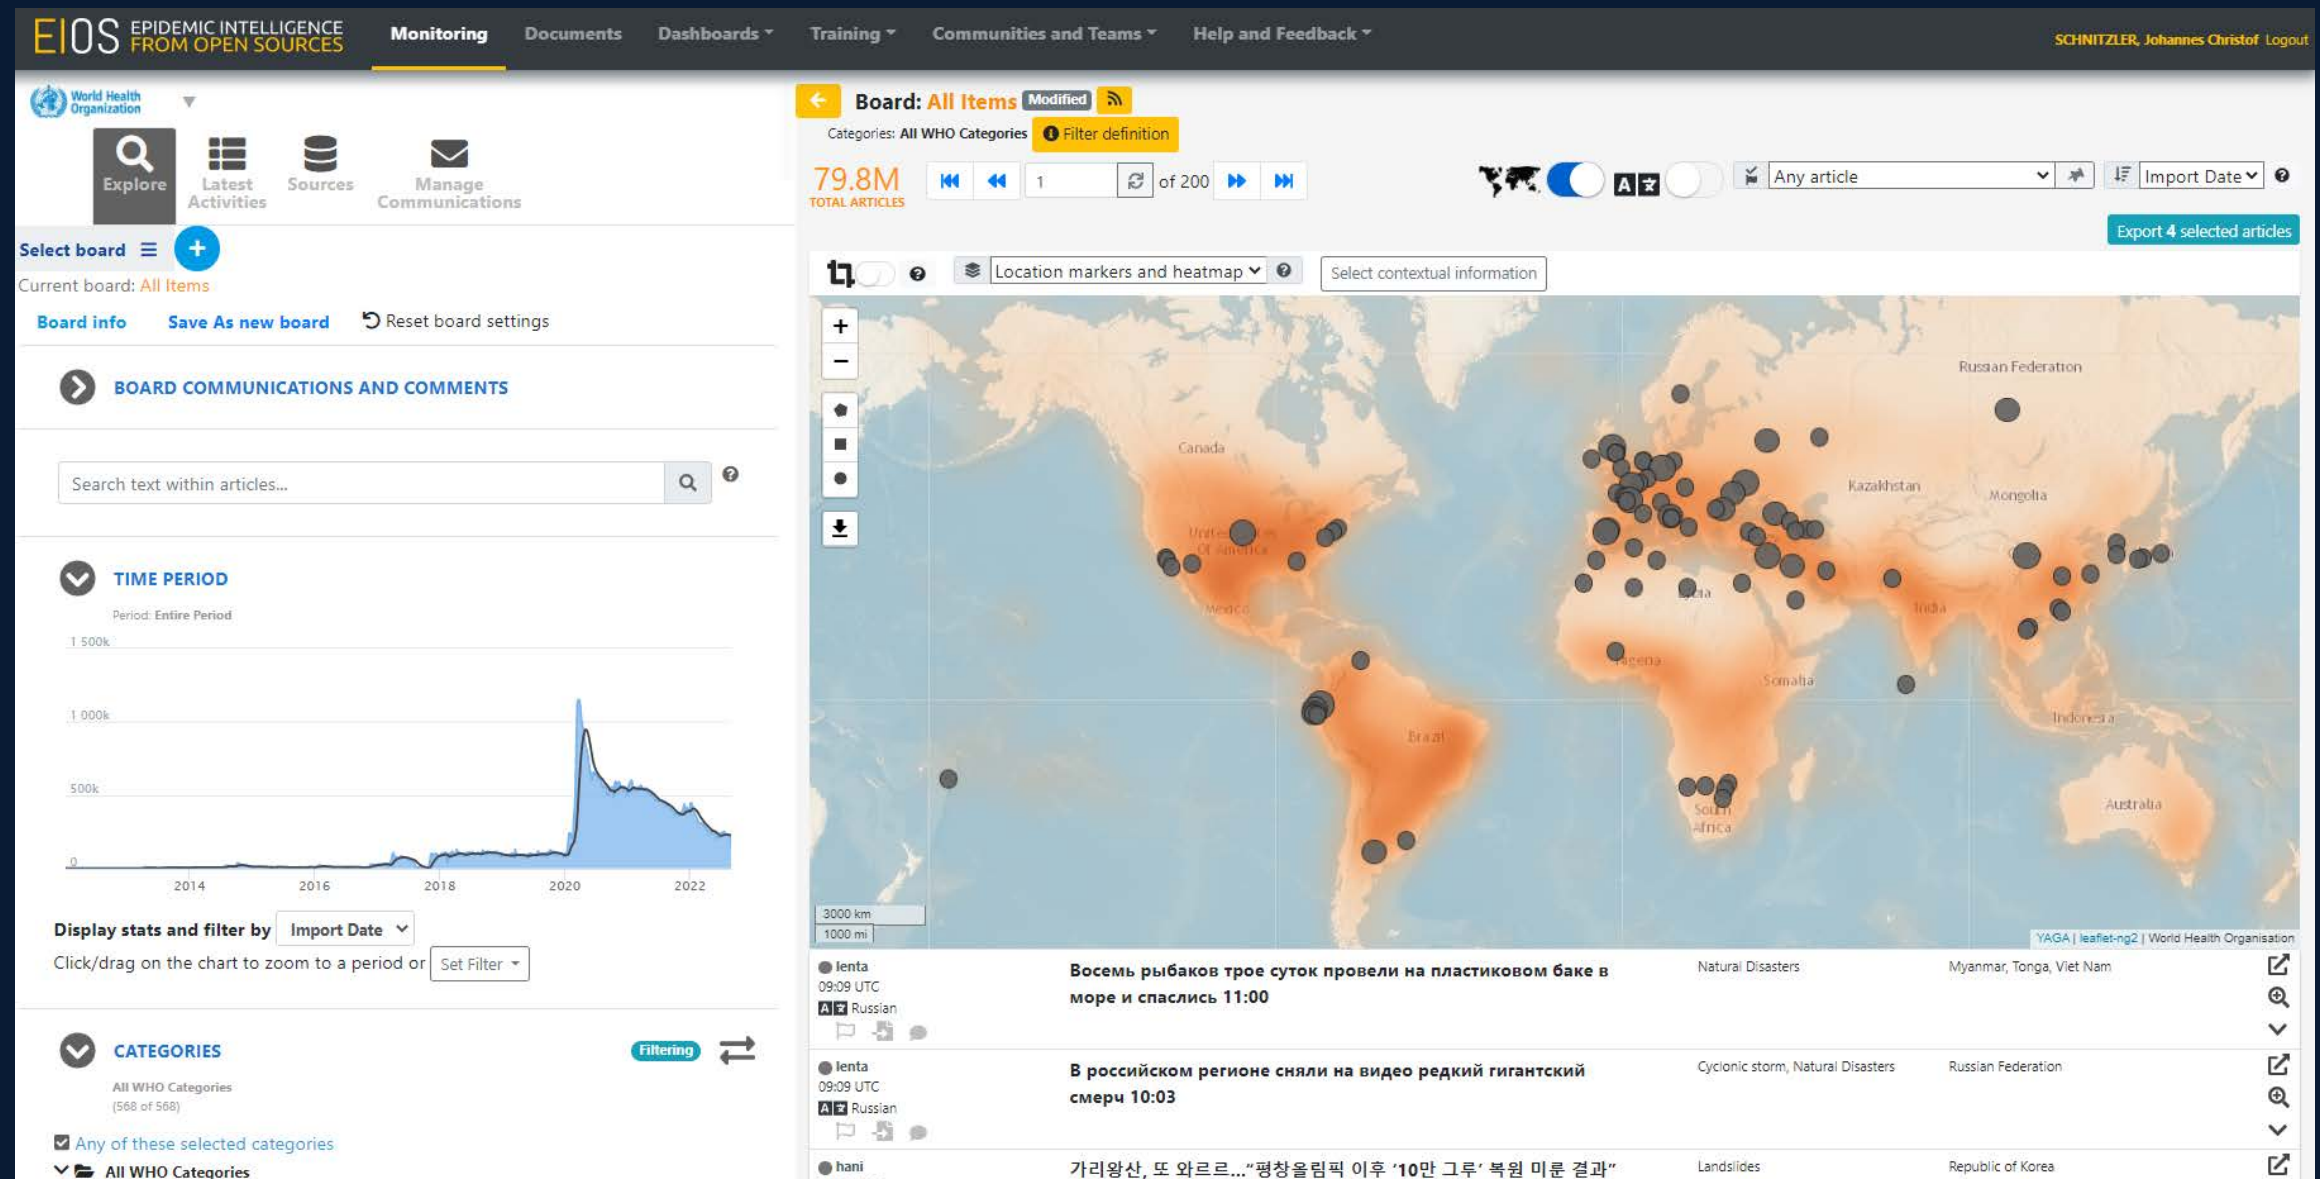 EIOS EPIDEMIC INTELLIGENCE
FROM OPEN SOURCES
Monitoring
Documents
Dashboards
Training
Communities and Teams
Help and Feedback
SCHNITZLER, Johannes Christof Logout
World Health
Organization
Explore
Latest
Activities
Sources
Manage
Communications
Select board
+
Current board: All Items
Board info
Save As new board
Reset board settings
BOARD COMMUNICATIONS AND COMMENTS
Search text within articles...
TIME PERIOD
Period: Entire Period
1 500k
1 000k
500k
0
2014
2016
2018
2020
2022
Display stats and filter by Import Date
Click/drag on the chart to zoom to a period or Set Filter
CATEGORIES
Filtering
All WHO Categories
(568 of 568)
Any of these selected categories
All WHO Categories
Board: All Items Modified
Categories: All WHO Categories Filter definition
79.8M
TOTAL ARTICLES
1
of 200
Any article
Import Date
Export 4 selected articles
Location markers and heatmap
Select contextual information
+
−
Canada
United States
Of America
Mexico
Brazil
Russian Federation
Kazakhstan
Mongolia
India
Nigeria
Somalia
Indonesia
South
Africa
Australia
3000 km
1000 mi
YAGA | leaflet-ng2 | World Health Organisation
lenta
09:09 UTC
Russian
Восемь рыбаков трое суток провели на пластиковом баке в
море и спаслись 11:00
Natural Disasters
Myanmar, Tonga, Viet Nam
lenta
09:09 UTC
Russian
В российском регионе сняли на видео редкий гигантский
смерч 10:03
Cyclonic storm, Natural Disasters
Russian Federation
hani
가리왕산, 또 와르르...“평창올림픽 이후 ‘10만 그루’ 복원 미룬 결과”
Landslides
Republic of Korea